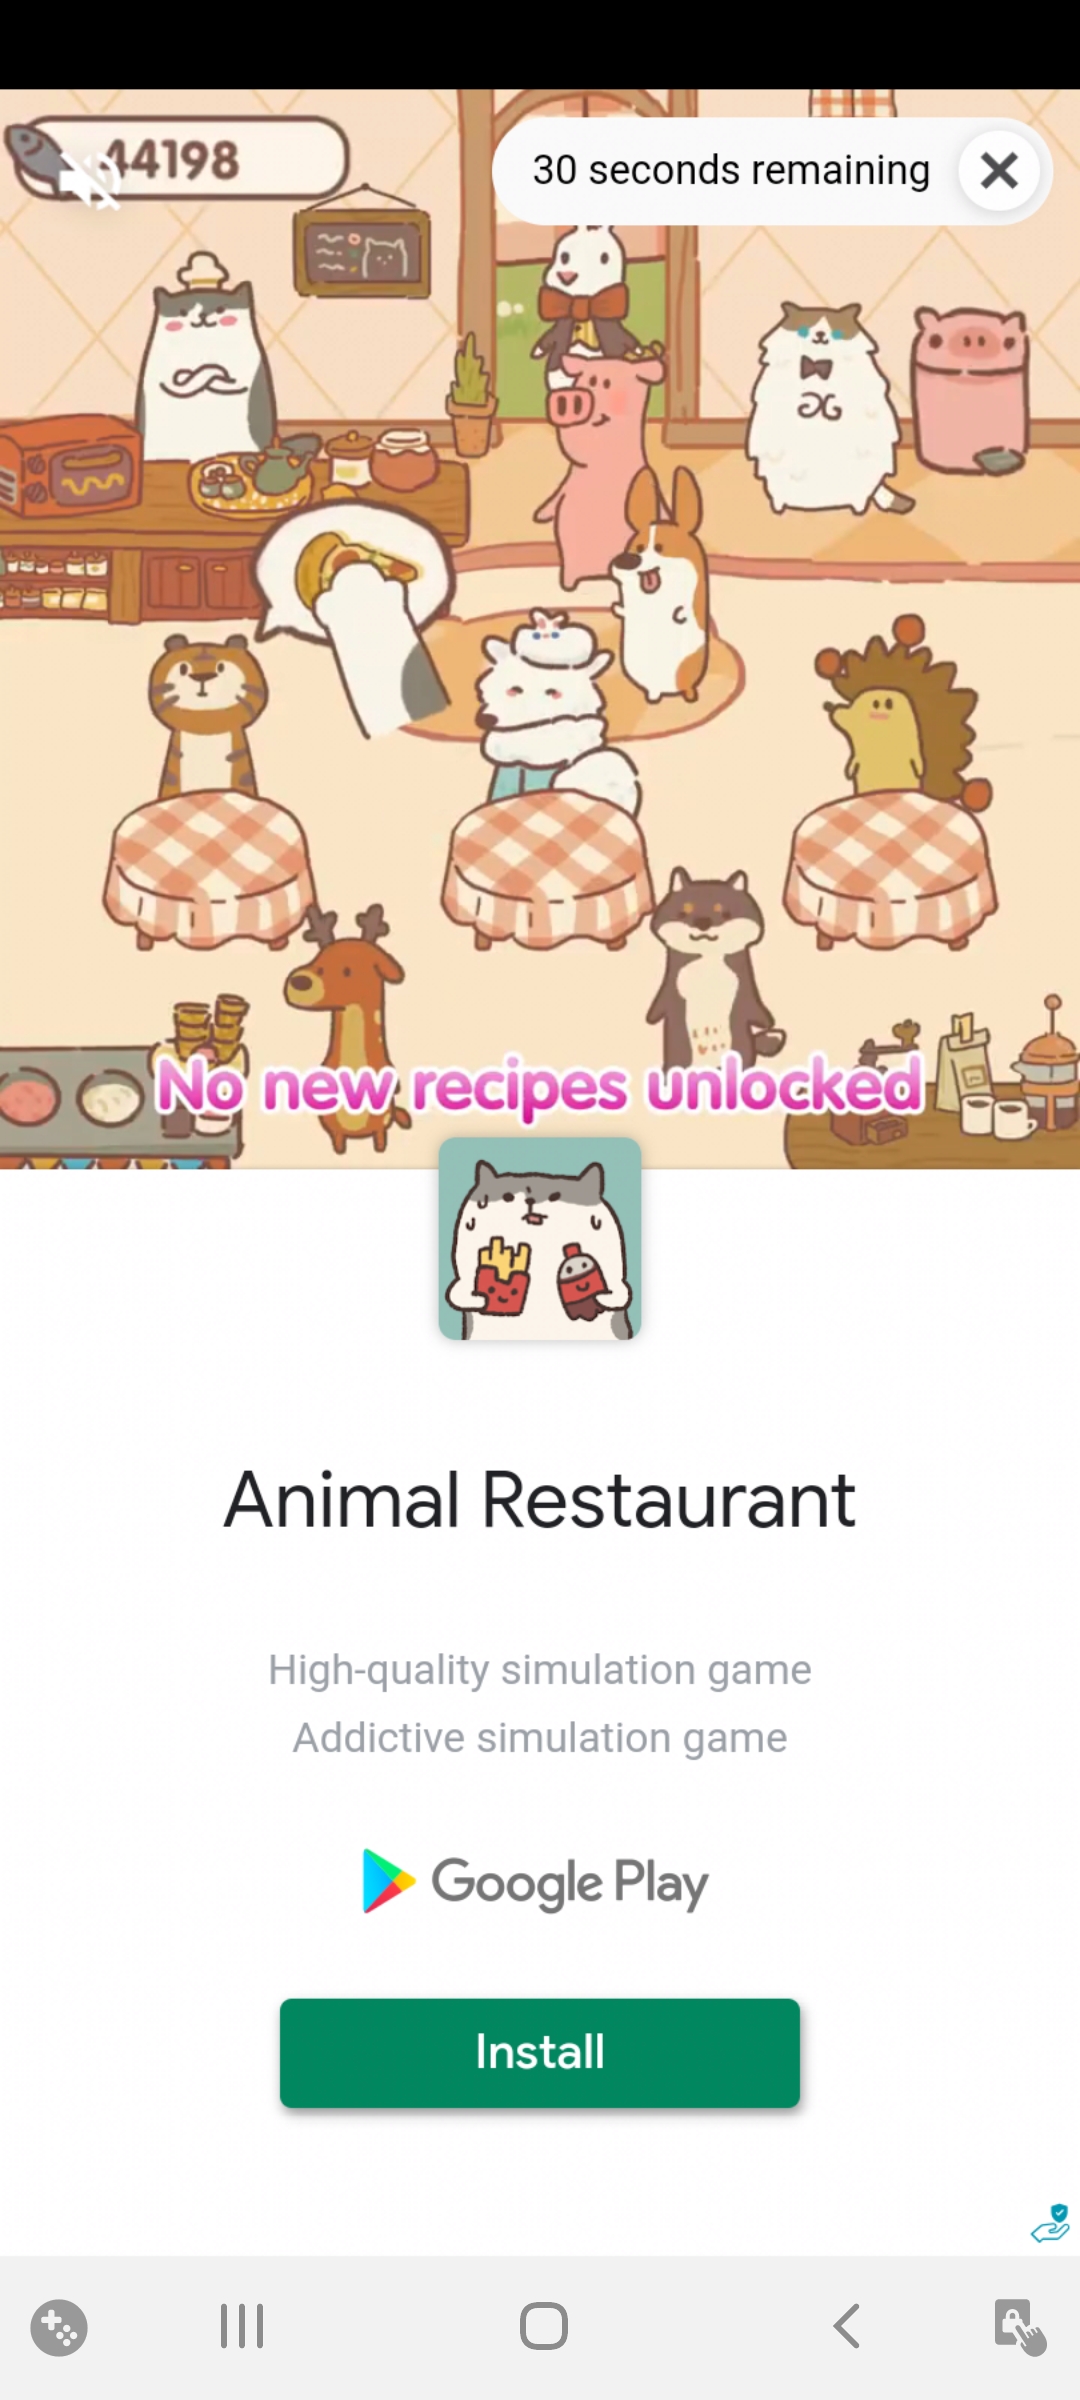 44198
30 seconds remaining
No new recipes unlocked
Animal Restaurant
High-quality simulation game
Addictive simulation game
Google Play
Install